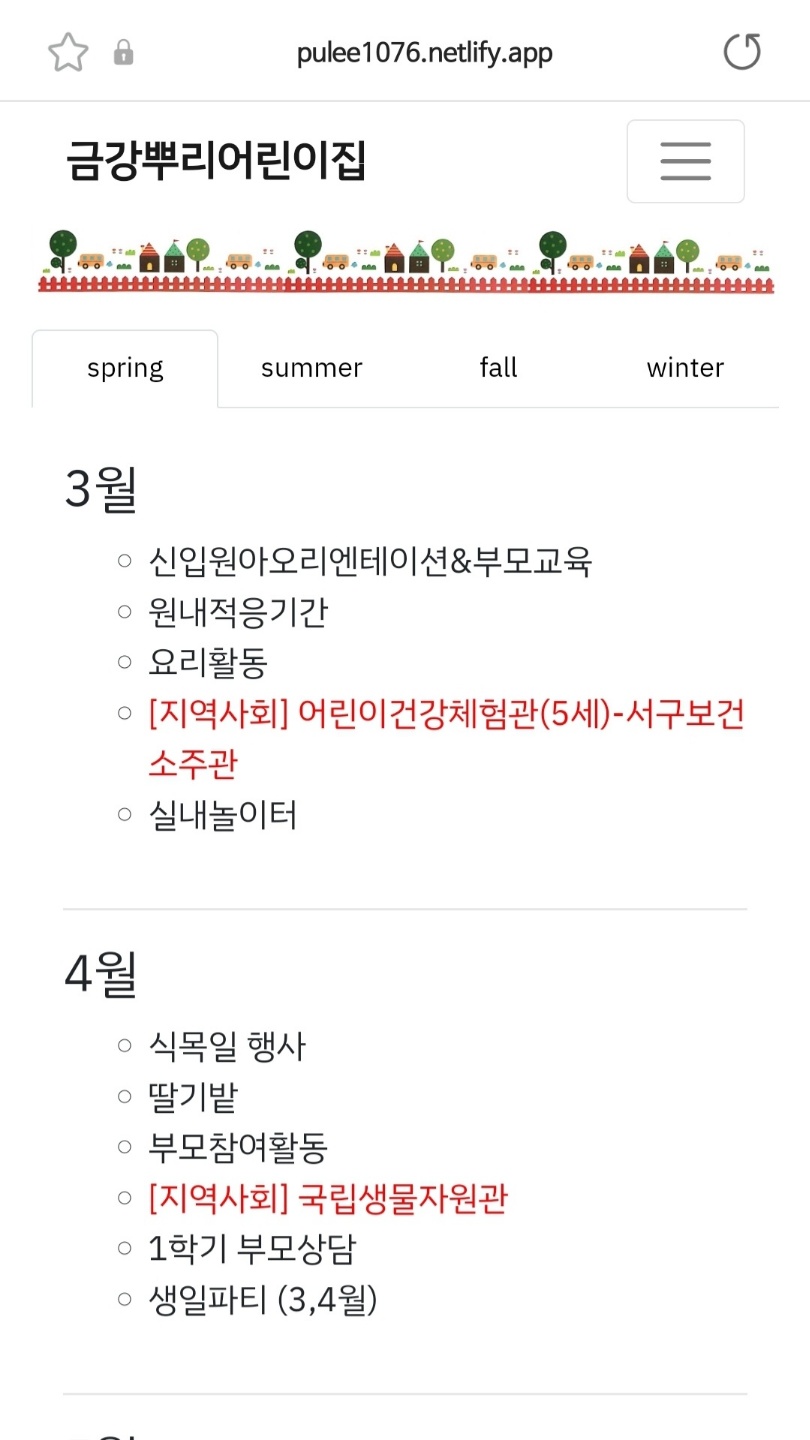 pulee1076.netlify.app
금강뿌리어린이집
spring summer fall winter
3월
신입원아오리엔테이션&부모교육
원내적응기간
요리활동
[지역사회] 어린이건강체험관(5세)-서구보건
소주관
실내놀이터
4월
식목일 행사
딸기밭
부모참여활동
[지역사회] 국립생물자원관
1학기 부모상담
생일파티 (3,4월)